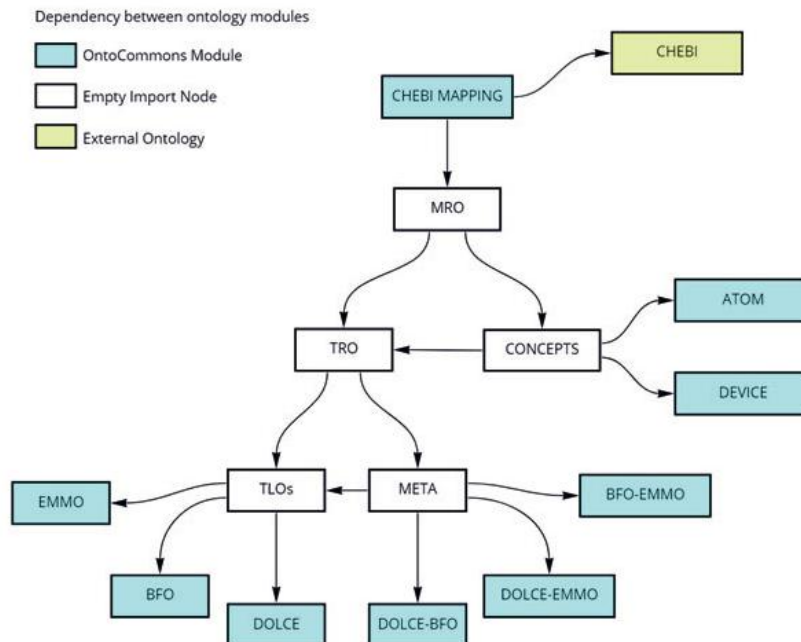 Dependency between ontology modules
OntoCommons Module
Empty Import Node
External Ontology
CHEBI
CHEBI MAPPING
MRO
ATOM
TRO
CONCEPTS
DEVICE
EMMO
TLOs
META
BFO-EMMO
BFO
DOLCE
DOLCE-BFO
DOLCE-EMMO